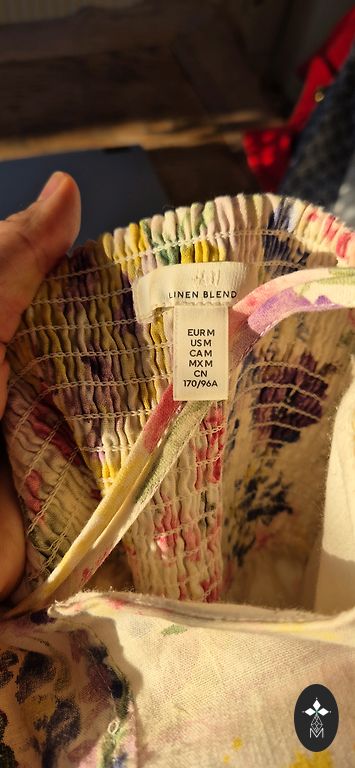 LINEN BLEND
EUR M
US M
CA M
MX M
CN
170/96A